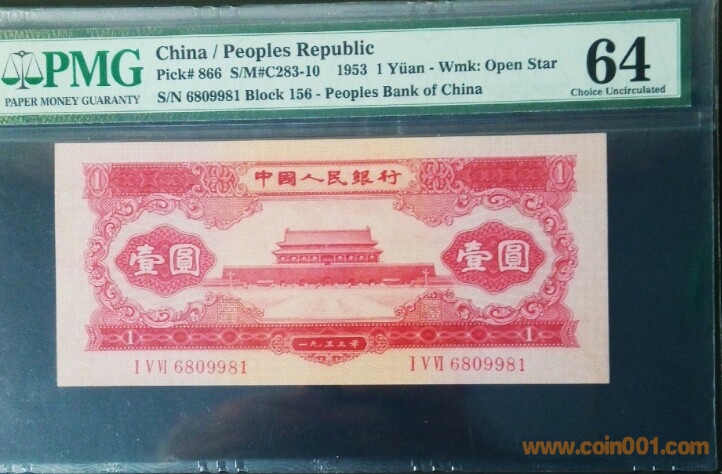 PMG
PAPER MONEY GUARANTY
China / Peoples Republic
Pick# 866 S/M#C283-10 1953 1 Yüan - Wmk: Open Star
S/N 6809981 Block 156 - Peoples Bank of China
64
Choice Uncirculated
1
中國人民銀行
1
壹圓
壹圓
1
一九五三年
1
I V VI 6809981
I V VI 6809981
www.coin001.com